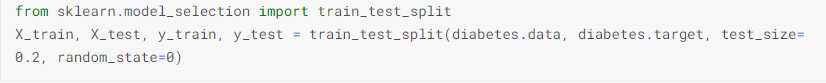 from sklearn.model_selection import train_test_split
X_train, X_test, y_train, y_test = train_test_split(diabetes.data, diabetes.target, test_size=
0.2, random_state=0)